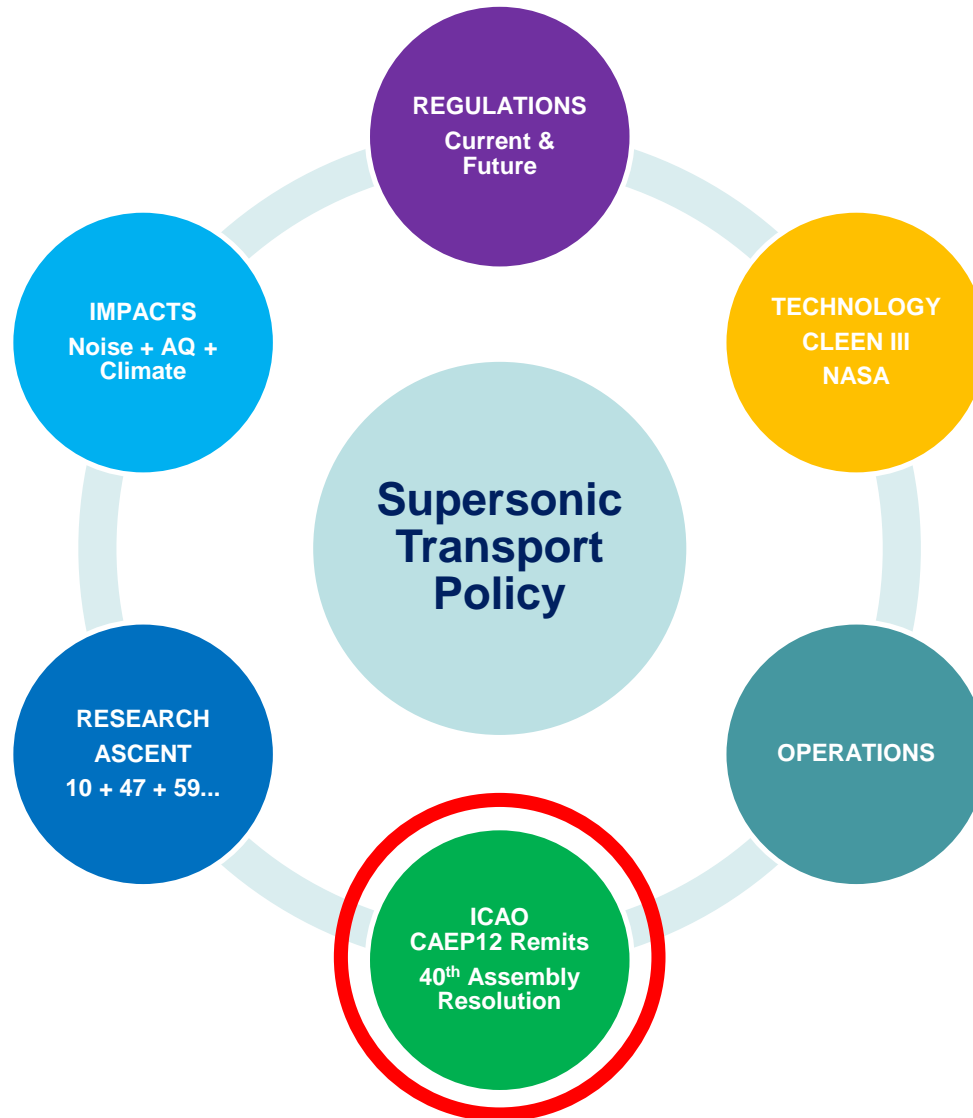 REGULATIONS
Current &
Future
TECHNOLOGY
CLEEN III
NASA
OPERATIONS
ICAO
CAEP12 Remits
40th Assembly
Resolution
RESEARCH
ASCENT
10 + 47 + 59...
IMPACTS
Noise + AQ +
Climate
Supersonic
Transport
Policy